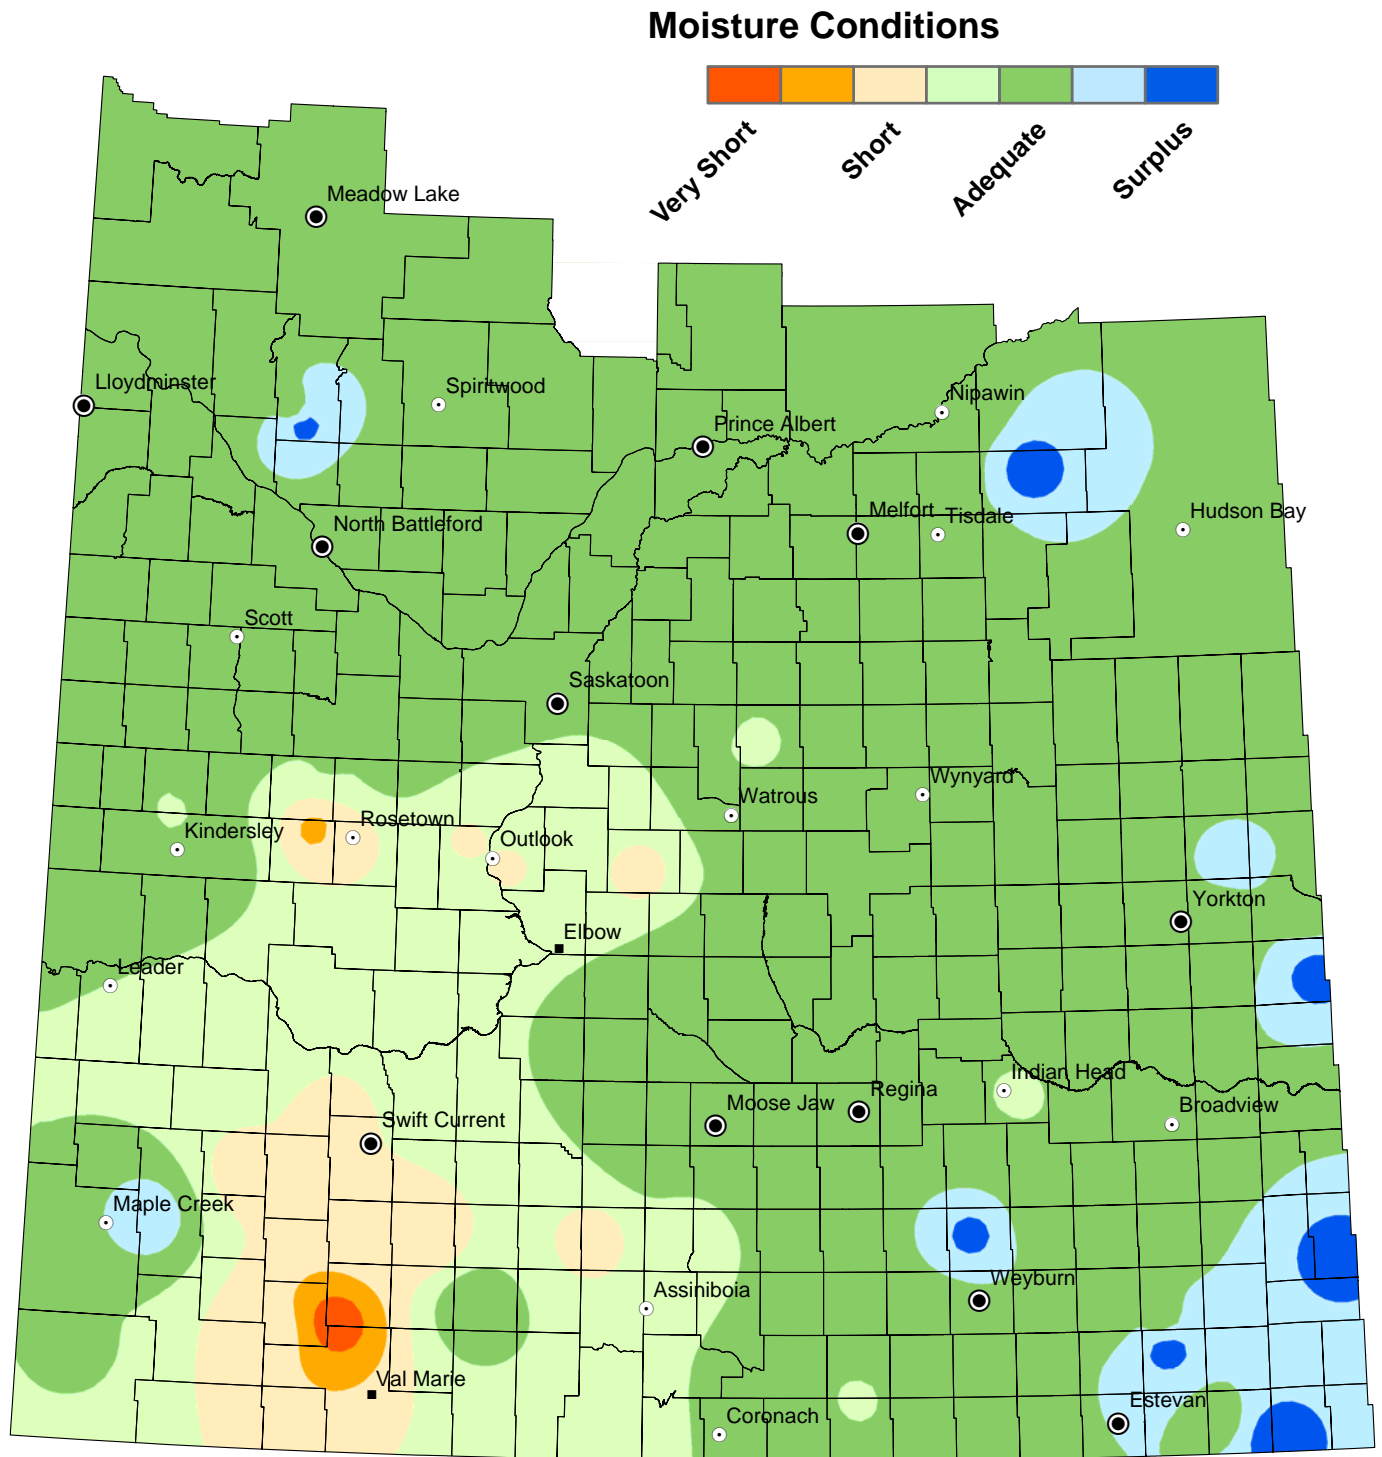 Moisture Conditions
Very Short
Short
Adequate
Surplus
Meadow Lake
Lloydminster
Spiritwood
Nipawin
Prince Albert
Melfort
Tisdale
Hudson Bay
North Battleford
Scott
Saskatoon
Wynyard
Watrous
Kindersley
Rosetown
Outlook
Yorkton
Elbow
Leader
Indian Head
Regina
Moose Jaw
Broadview
Swift Current
Maple Creek
Weyburn
Assiniboia
Val Marie
Estevan
Coronach